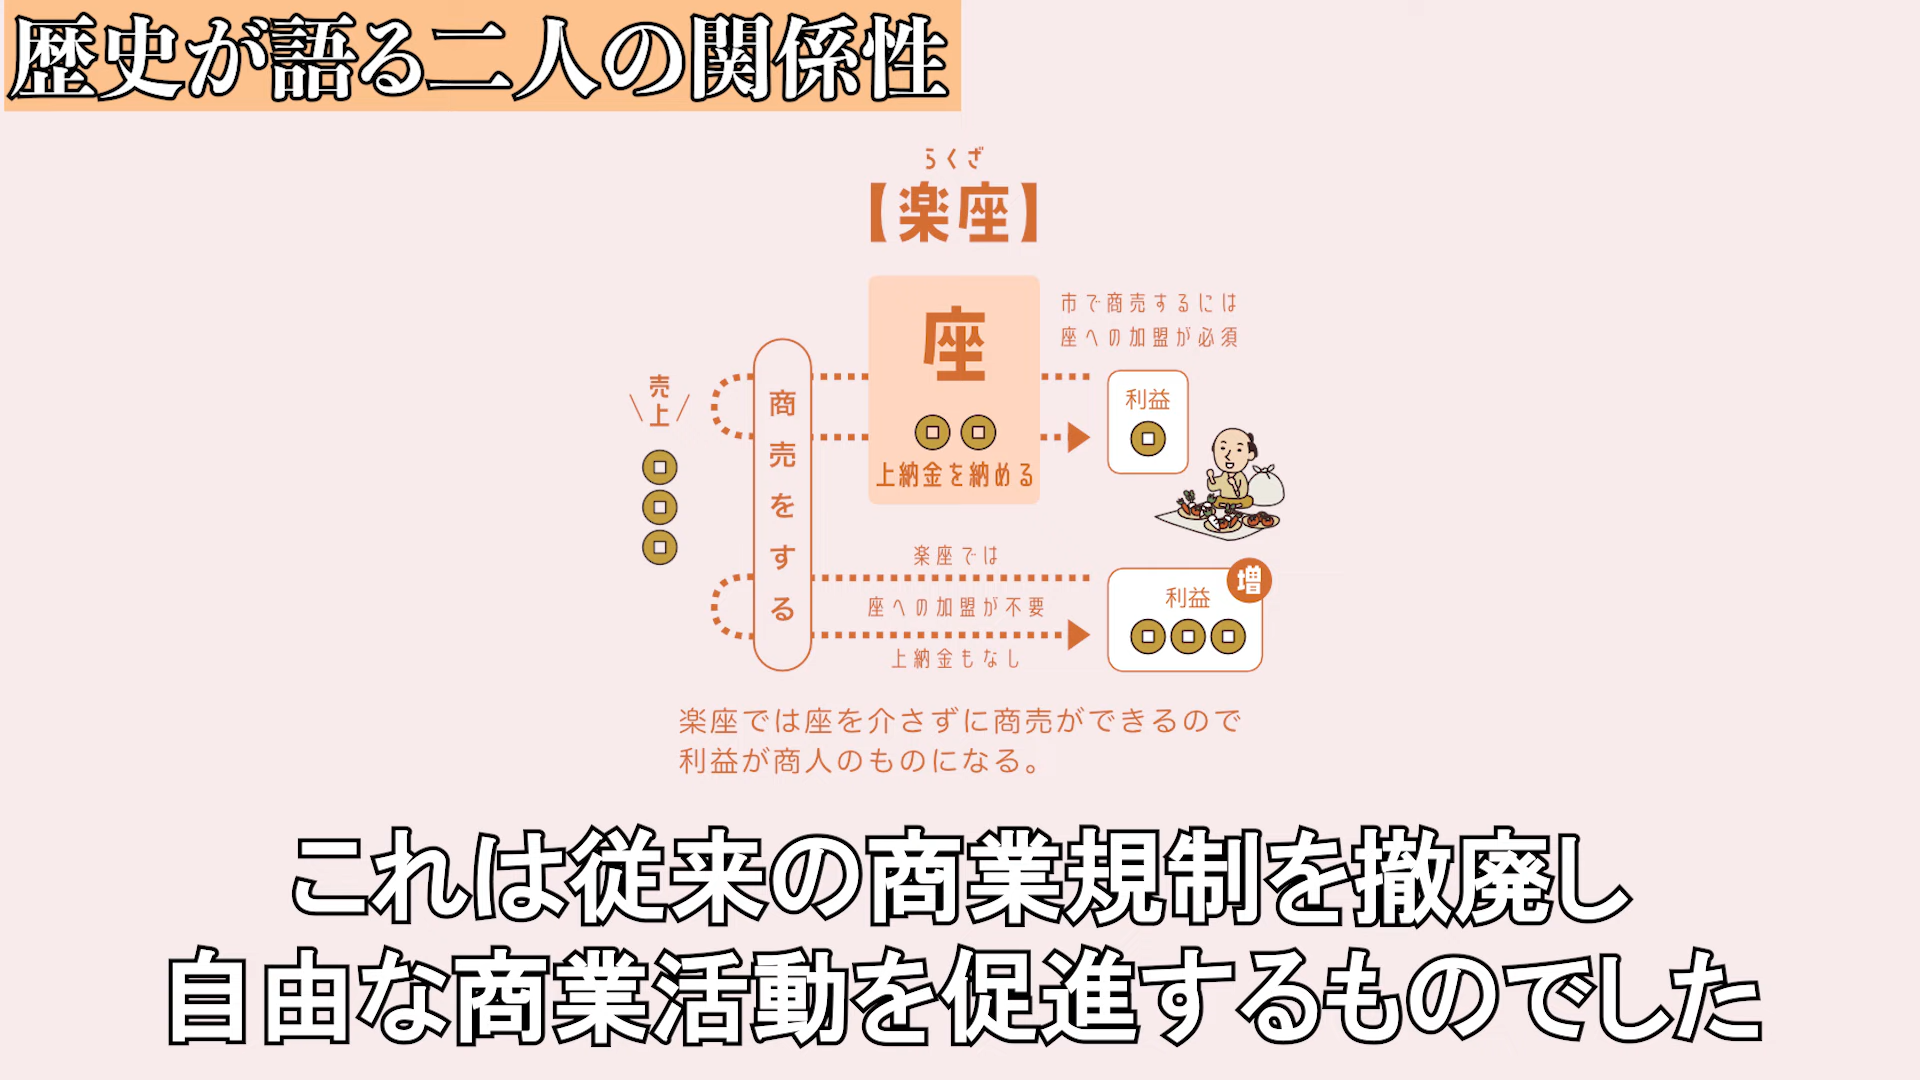 歴史が語る二人の関係性
らくざ
【楽座】
座
市で商売するには
座への加盟が必須
売上
商売をする
利益
上納金を納める
楽座では
座への加盟が不要
上納金もなし
利益
増
楽座では座を介さずに商売ができるので
利益が商人のものになる。
これは従来の商業規制を撤廃し
自由な商業活動を促進するものでした